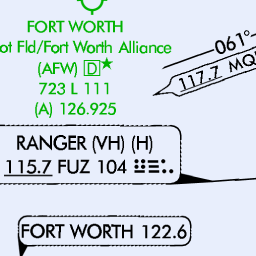 FORT WORTH
ot Fld/Fort Worth Alliance
(AFW) D★
723 L 111
(A) 126.925
061°
117.7 MQ
RANGER (VH) (H)
115.7 FUZ 104
FORT WORTH 122.6